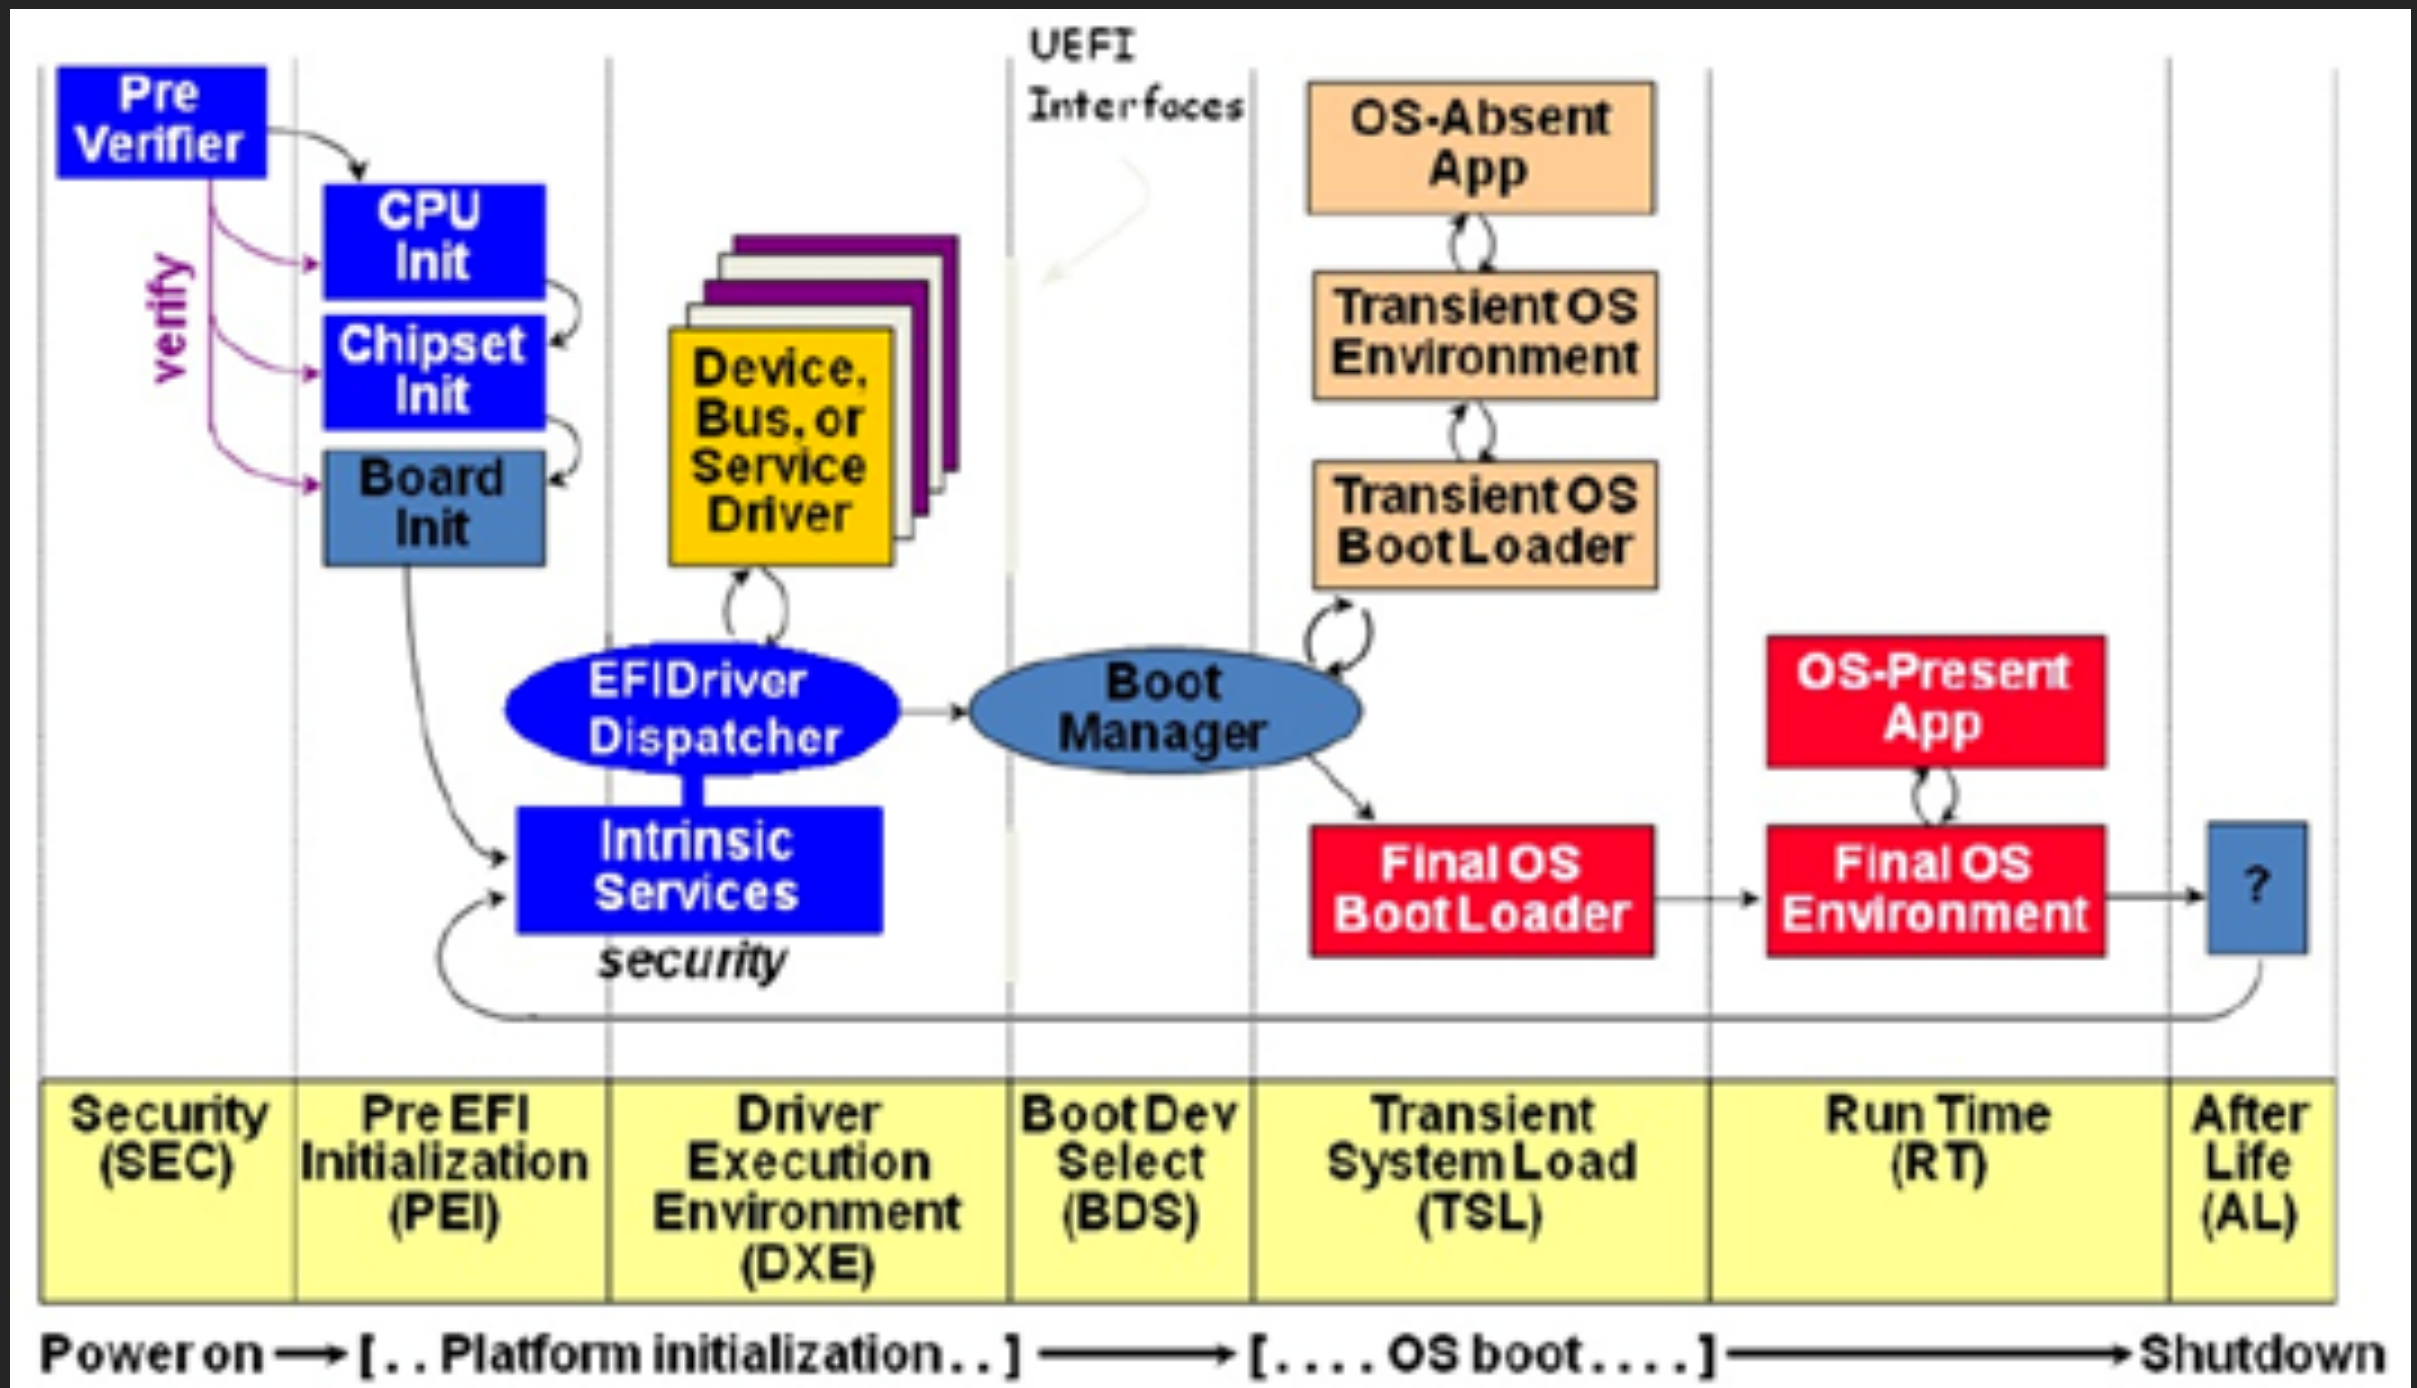 UEFI
Interfaces
Pre
Verifier
verify
CPU
Init
Chipset
Init
Board
Init
Device,
Bus, or
Service
Driver
EFIDriver
Dispatcher
Intrinsic
Services
security
Boot
Manager
OS-Absent
App
Transient OS
Environment
Transient OS
Boot Loader
Final OS
Boot Loader
OS-Present
App
Final OS
Environment
?
Security
(SEC)
Pre EFI
Initialization
(PEI)
Driver
Execution
Environment
(DXE)
Boot Dev
Select
(BDS)
Transient
System Load
(TSL)
Run Time
(RT)
After
Life
(AL)
Power on → [ . . Platform initialization . . ] → [ . . . . OS boot . . . . ] → Shutdown